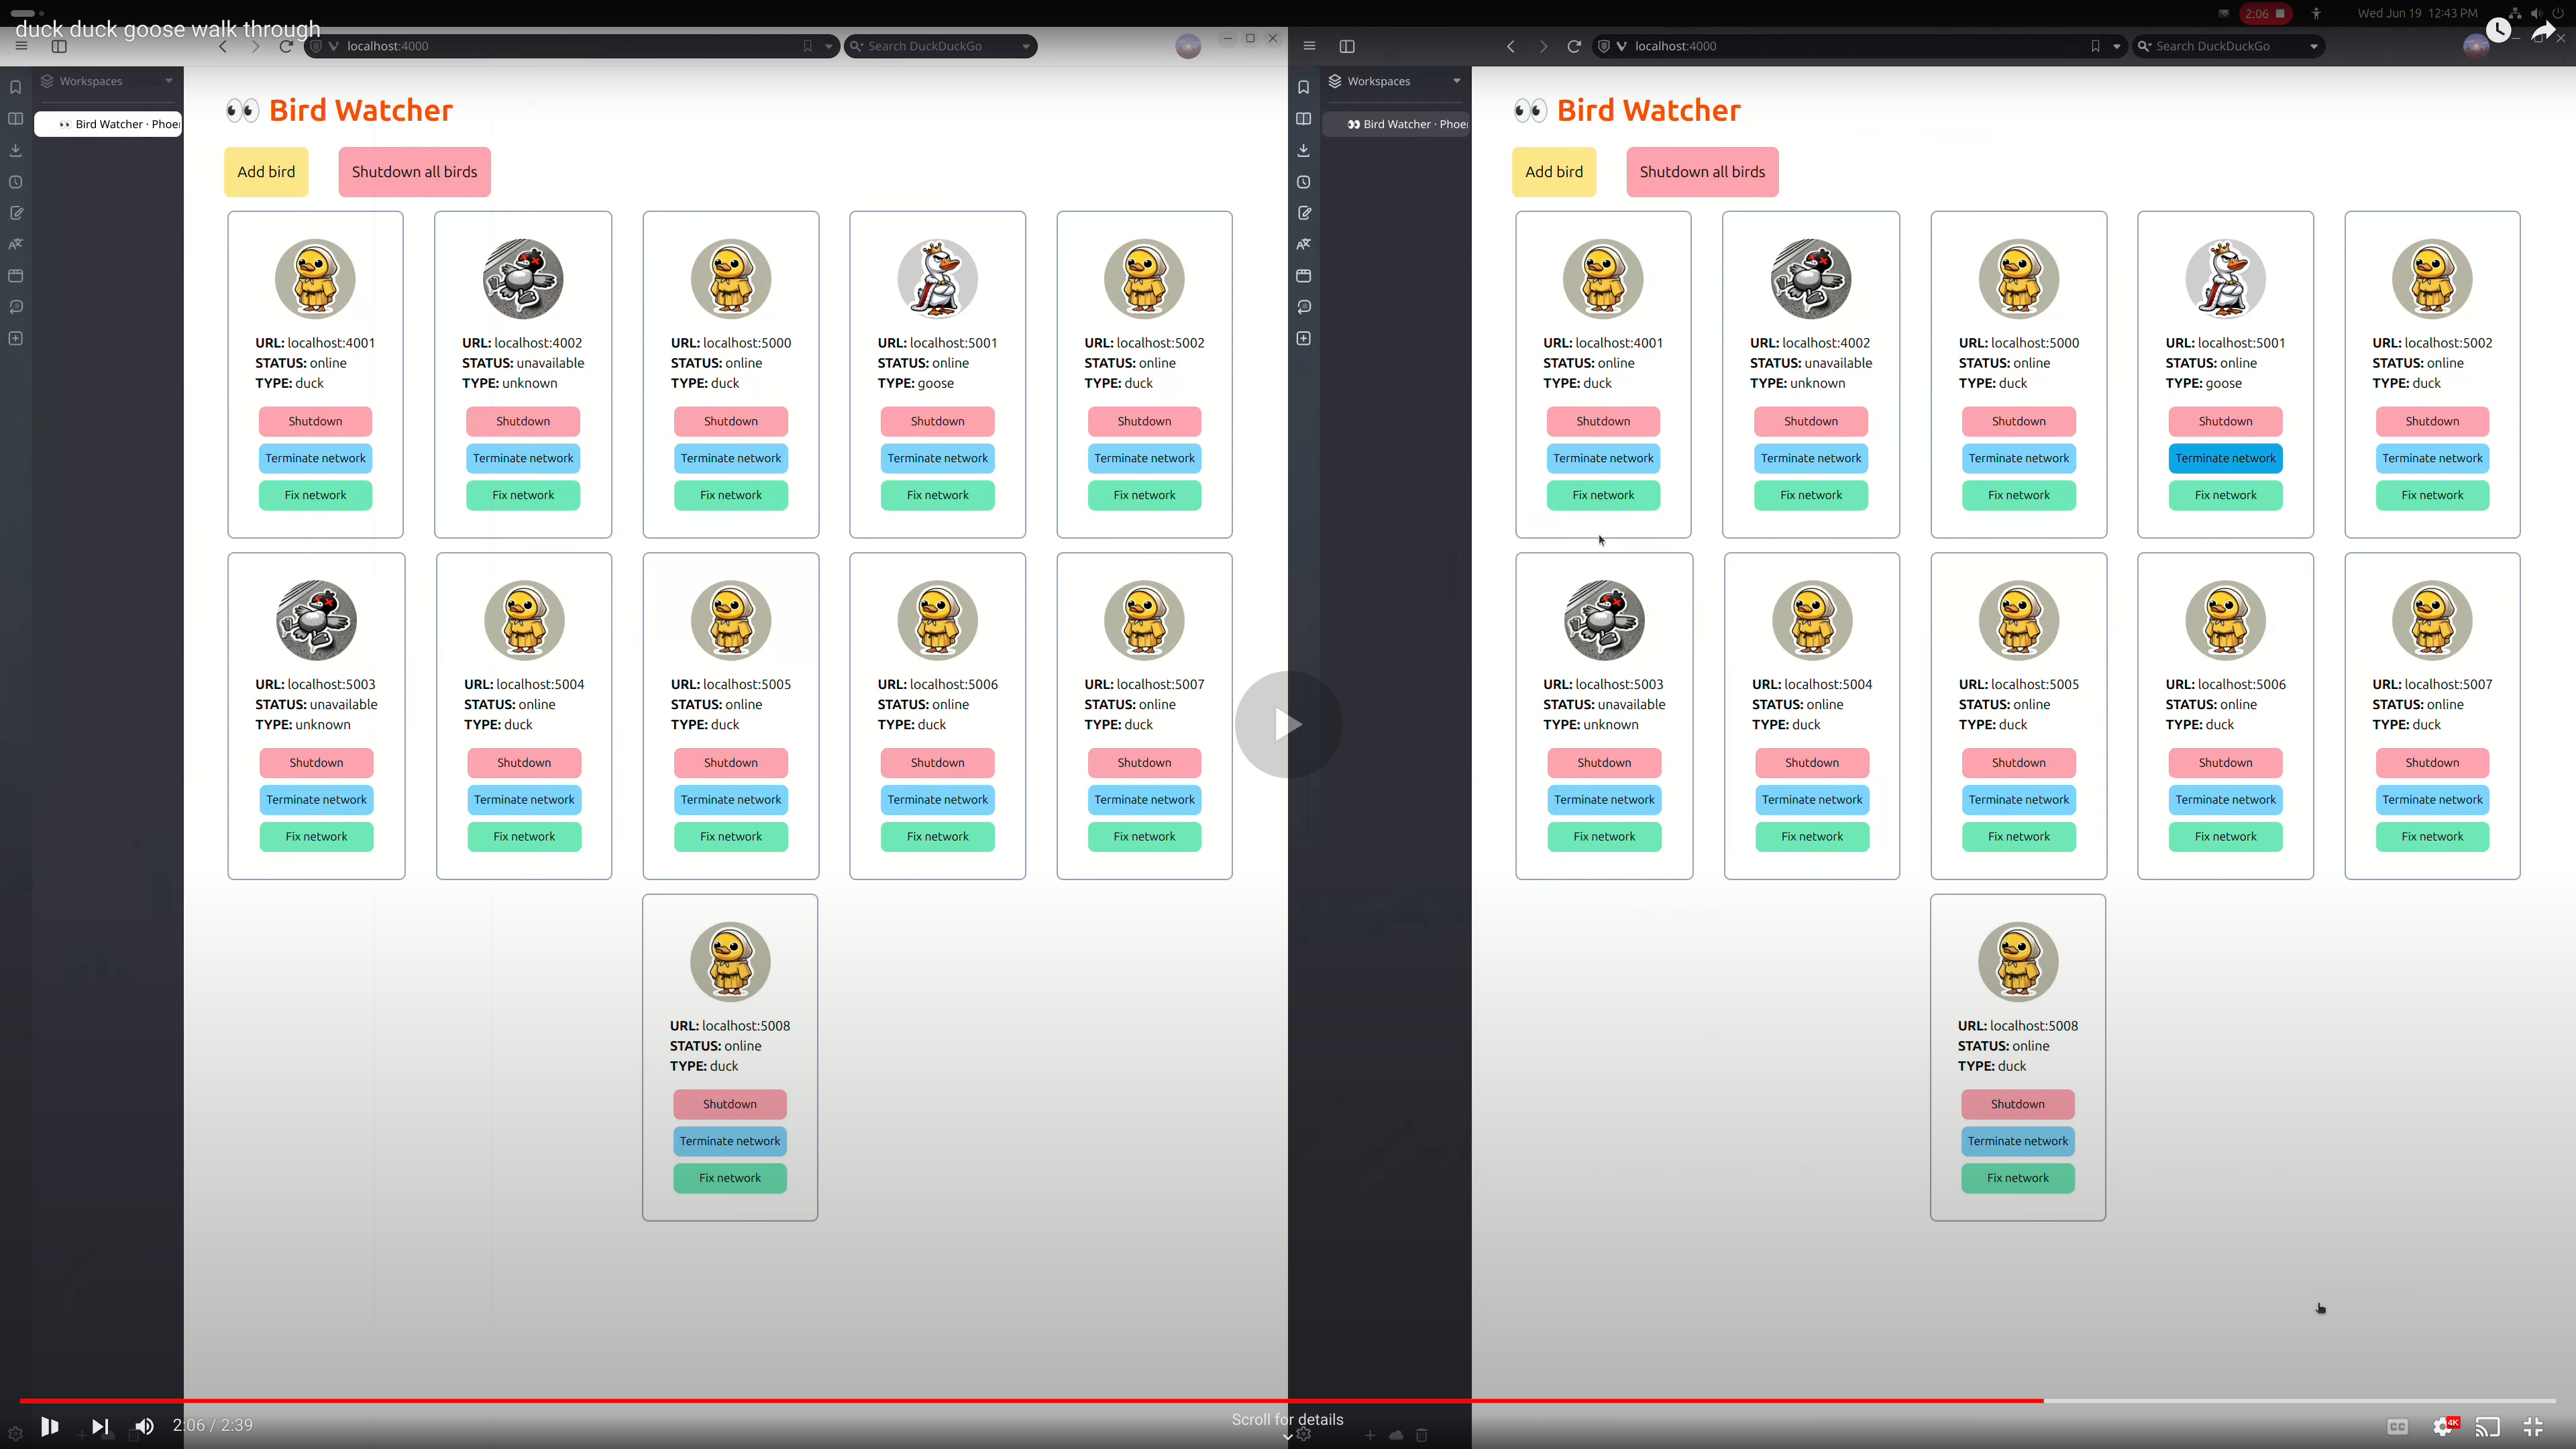 duck duck goose walk through
2:06
Wed Jun 19 12:43 PM
localhost:4000
Search DuckDuckGo
Workspaces
👀 Bird Watcher · Phoe
👀 Bird Watcher
Add bird
Shutdown all birds
URL: localhost:4001
STATUS: online
TYPE: duck
Shutdown
Terminate network
Fix network
URL: localhost:4002
STATUS: unavailable
TYPE: unknown
Shutdown
Terminate network
Fix network
URL: localhost:5000
STATUS: online
TYPE: duck
Shutdown
Terminate network
Fix network
URL: localhost:5001
STATUS: online
TYPE: goose
Shutdown
Terminate network
Fix network
URL: localhost:5002
STATUS: online
TYPE: duck
Shutdown
Terminate network
Fix network
URL: localhost:5003
STATUS: unavailable
TYPE: unknown
Shutdown
Terminate network
Fix network
URL: localhost:5004
STATUS: online
TYPE: duck
Shutdown
Terminate network
Fix network
URL: localhost:5005
STATUS: online
TYPE: duck
Shutdown
Terminate network
Fix network
URL: localhost:5006
STATUS: online
TYPE: duck
Shutdown
Terminate network
Fix network
URL: localhost:5007
STATUS: online
TYPE: duck
Shutdown
Terminate network
Fix network
URL: localhost:5008
STATUS: online
TYPE: duck
Shutdown
Terminate network
Fix network
localhost:4000
Search DuckDuckGo
Workspaces
👀 Bird Watcher · Phoe
👀 Bird Watcher
Add bird
Shutdown all birds
URL: localhost:4001
STATUS: online
TYPE: duck
Shutdown
Terminate network
Fix network
URL: localhost:4002
STATUS: unavailable
TYPE: unknown
Shutdown
Terminate network
Fix network
URL: localhost:5000
STATUS: online
TYPE: duck
Shutdown
Terminate network
Fix network
URL: localhost:5001
STATUS: online
TYPE: goose
Shutdown
Terminate network
Fix network
URL: localhost:5002
STATUS: online
TYPE: duck
Shutdown
Terminate network
Fix network
URL: localhost:5003
STATUS: unavailable
TYPE: unknown
Shutdown
Terminate network
Fix network
URL: localhost:5004
STATUS: online
TYPE: duck
Shutdown
Terminate network
Fix network
URL: localhost:5005
STATUS: online
TYPE: duck
Shutdown
Terminate network
Fix network
URL: localhost:5006
STATUS: online
TYPE: duck
Shutdown
Terminate network
Fix network
URL: localhost:5007
STATUS: online
TYPE: duck
Shutdown
Terminate network
Fix network
URL: localhost:5008
STATUS: online
TYPE: duck
Shutdown
Terminate network
Fix network
2:06 / 2:39
Scroll for details
CC
4K